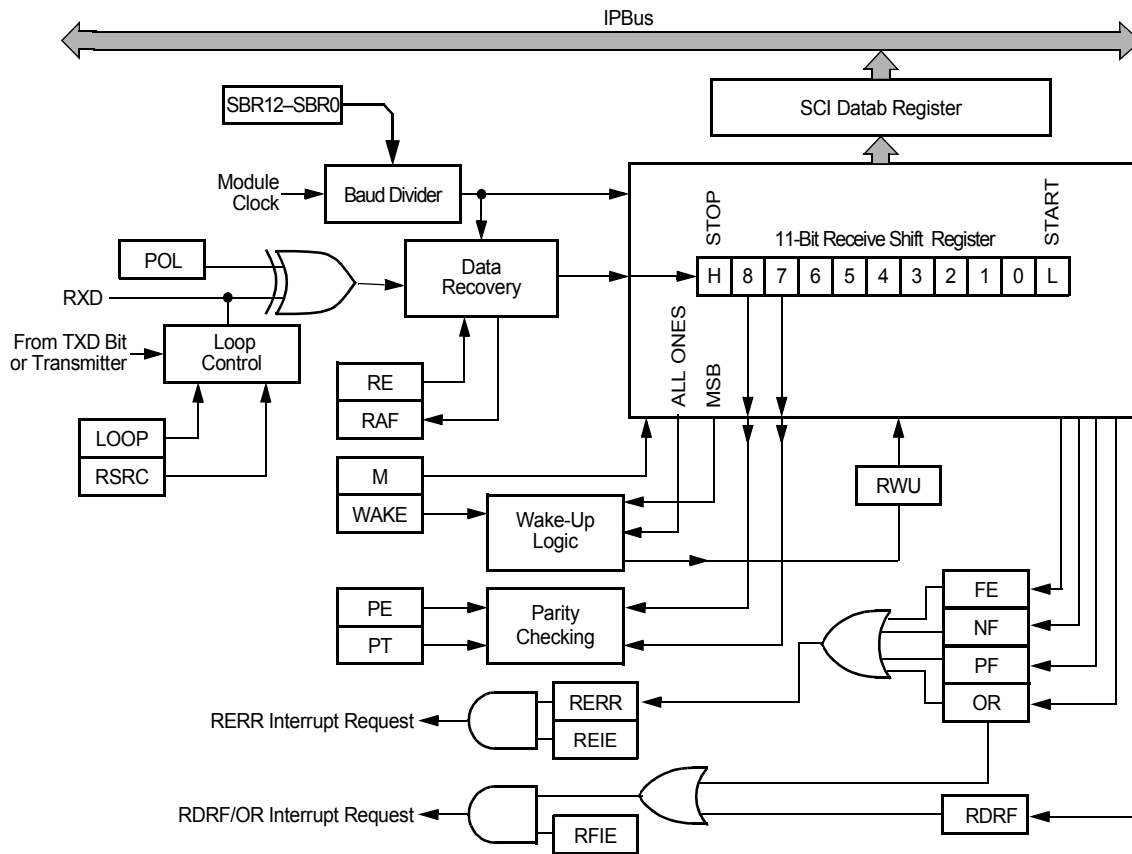 IPBus
SCI Datab Register
SBR12–SBR0
Module
Clock
Baud Divider
STOP
START
11-Bit Receive Shift Register
H 8 7 6 5 4 3 2 1 0 L
POL
RXD
Data
Recovery
From TXD Bit
or Transmitter
Loop
Control
ALL ONES
MSB
RE
RAF
LOOP
RSRC
M
WAKE
Wake-Up
Logic
RWU
PE
PT
Parity
Checking
FE
NF
PF
OR
RERR Interrupt Request
RERR
REIE
RDRF/OR Interrupt Request
RFIE
RDRF